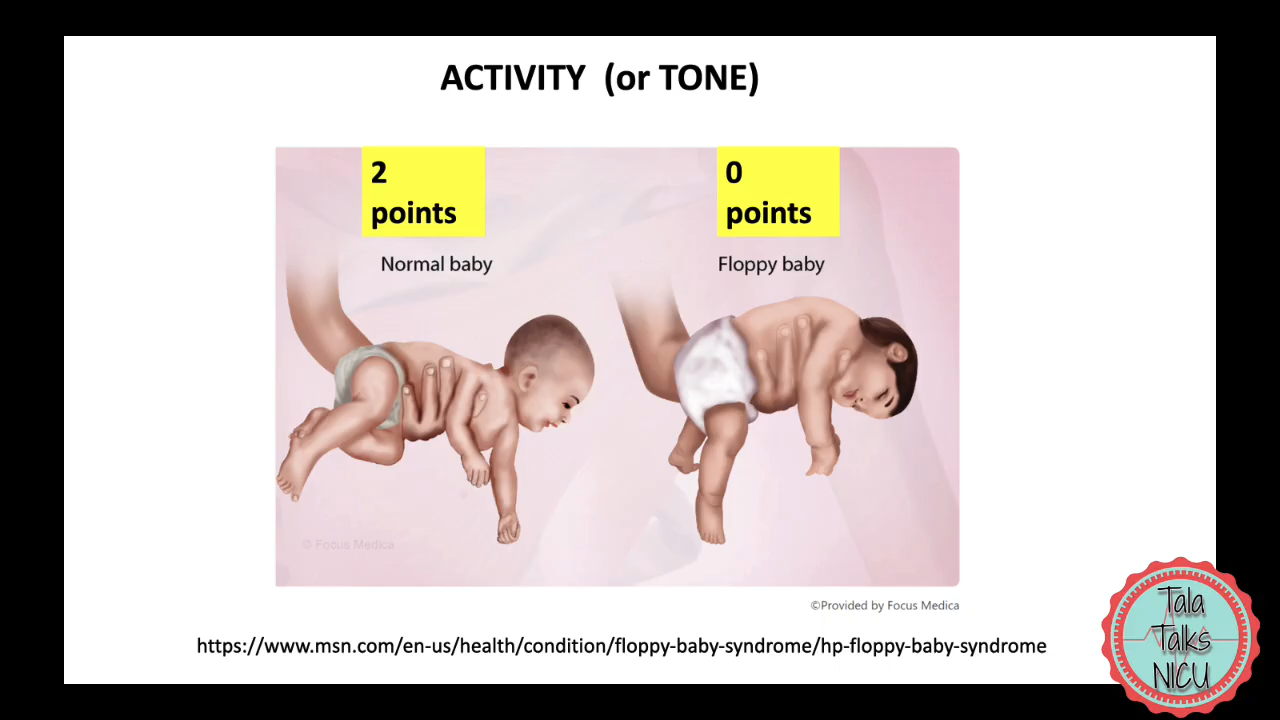 ACTIVITY (or TONE)
2
points
0
points
Normal baby
Floppy baby
© Focus Medica
©Provided by Focus Medica
https://www.msn.com/en-us/health/condition/floppy-baby-syndrome/hp-floppy-baby-syndrome
Tala
Talks
NICU